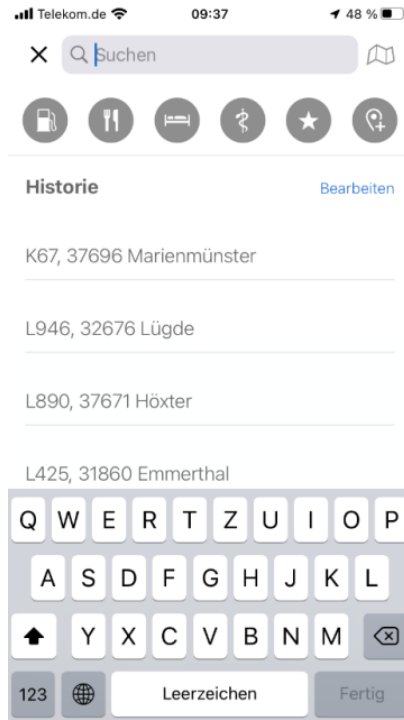 Telekom.de 09:37 48 %
Suchen
Historie Bearbeiten
K67, 37696 Marienmünster
L946, 32676 Lügde
L890, 37671 Höxter
L425, 31860 Emmerthal
Q W E R T Z U I O P
A S D F G H J K L
Y X C V B N M
123 Leerzeichen Fertig